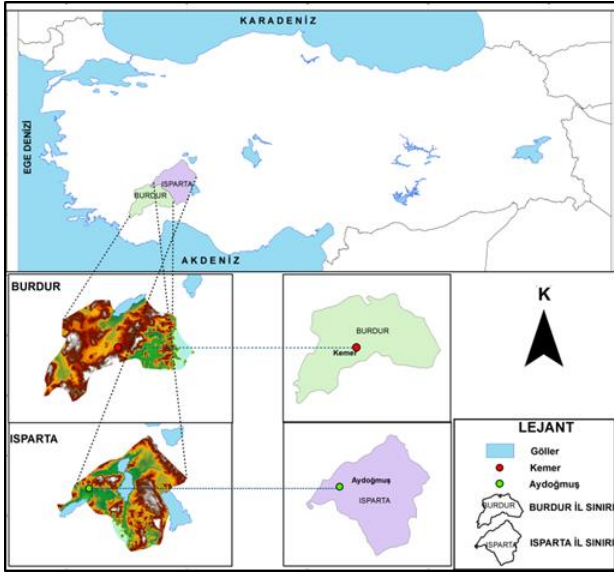 KARADENİZ
EGE DENİZİ
ISPARTA
BURDUR
AKDENİZ
BURDUR
BURDUR
Kemer
K
ISPARTA
Aydoğmuş
ISPARTA
LEJANT
Göller
Kemer
Aydoğmuş
BURDUR
BURDUR İL SINIRI
ISPARTA
ISPARTA İL SINIRI